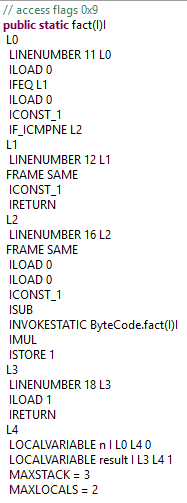 // access flags 0x9
public static fact(I)I
L0
LINENUMBER 11 L0
ILOAD 0
IFEQ L1
ILOAD 0
ICONST_1
IF_ICMPNE L2
L1
LINENUMBER 12 L1
FRAME SAME
ICONST_1
IRETURN
L2
LINENUMBER 16 L2
FRAME SAME
ILOAD 0
ILOAD 0
ICONST_1
ISUB
INVOKESTATIC ByteCode.fact(I)I
IMUL
ISTORE 1
L3
LINENUMBER 18 L3
ILOAD 1
IRETURN
L4
LOCALVARIABLE n I L0 L4 0
LOCALVARIABLE result I L3 L4 1
MAXSTACK = 3
MAXLOCALS = 2